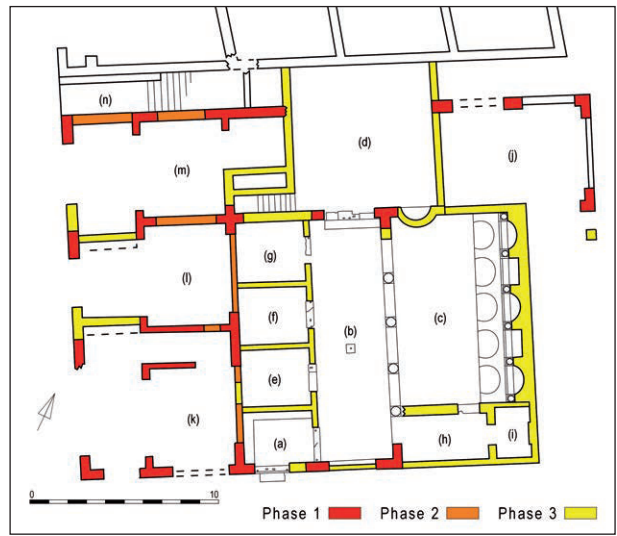 (n)
(d)
(j)
(m)
(g)
(l)
(b)
(c)
(f)
(e)
(k)
(a)
(h)
(i)
0 10
Phase 1 Phase 2 Phase 3